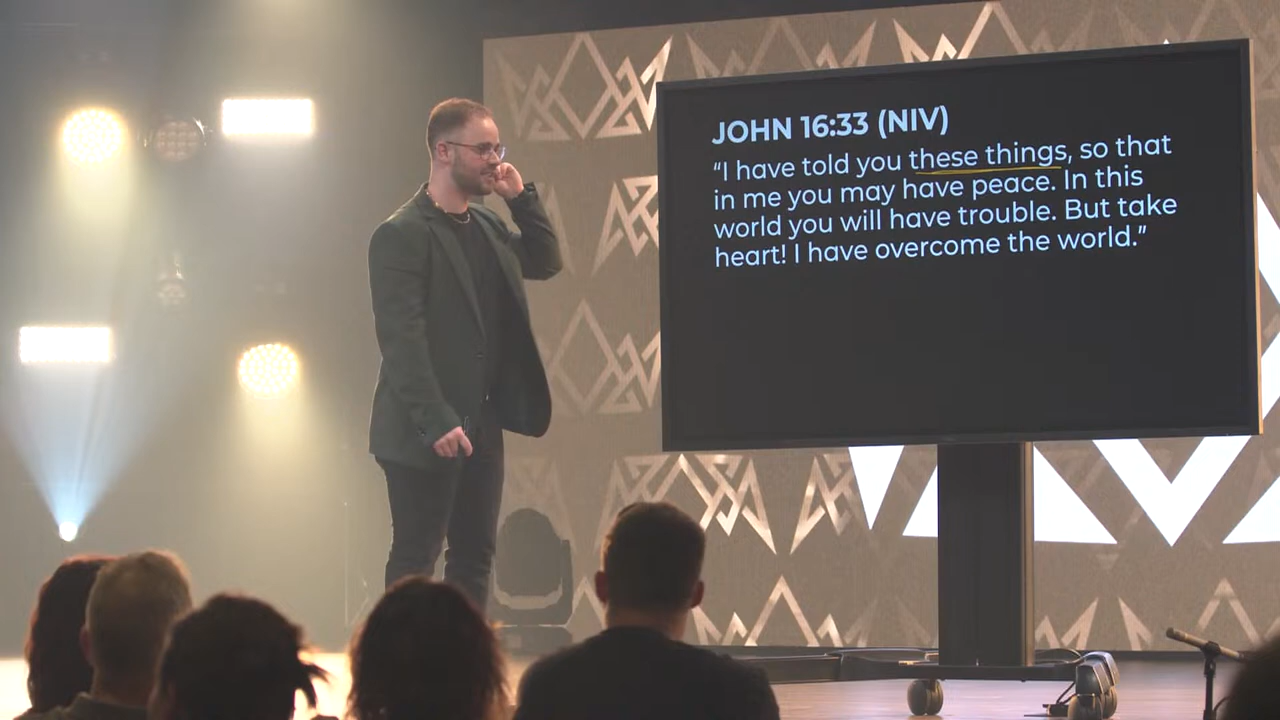 JOHN 16:33 (NIV)
“I have told you these things, so that
in me you may have peace. In this
world you will have trouble. But take
heart! I have overcome the world.”